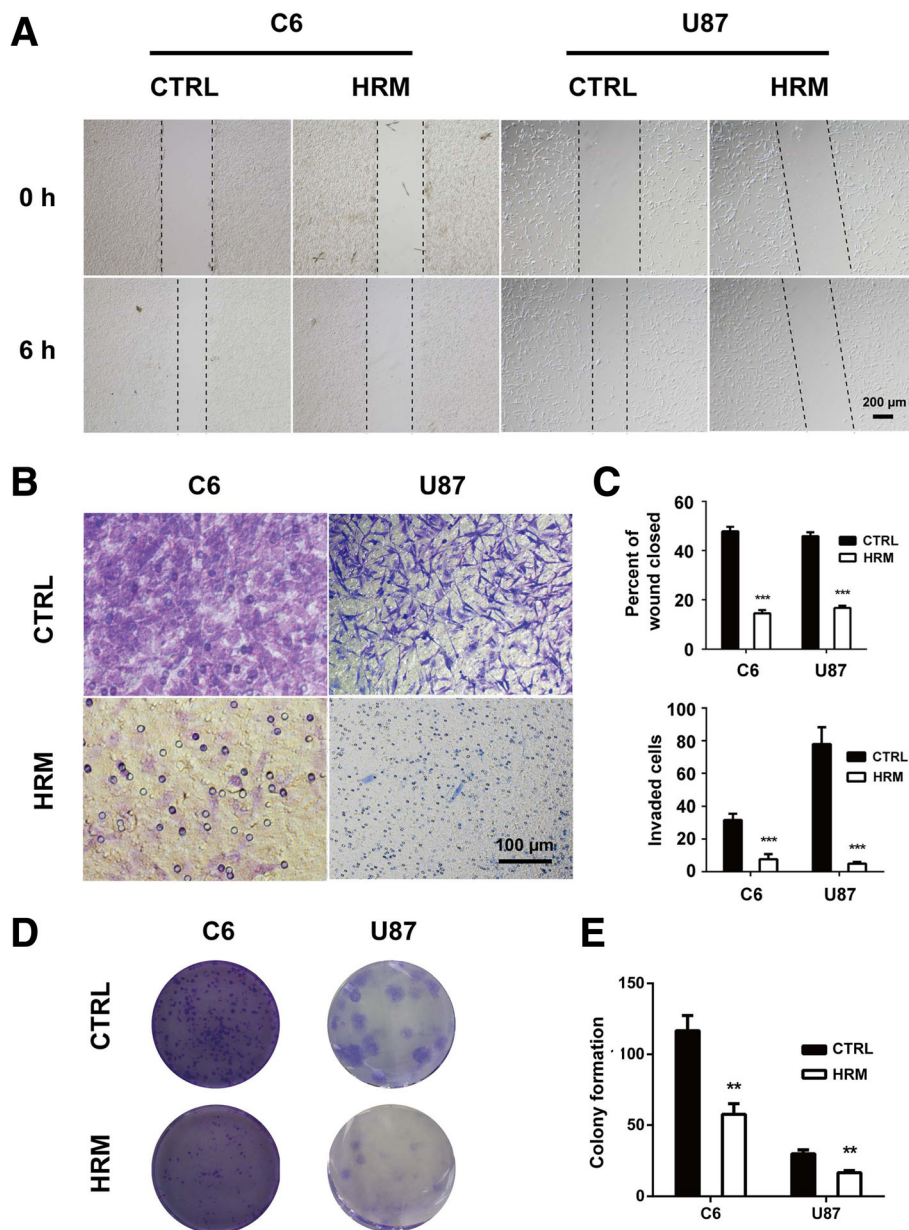 A
C6
U87
CTRL
HRM
CTRL
HRM
0 h
6 h
200 µm
B
C6
U87
CTRL
HRM
100 µm
C
Percent of
wound closed
60
40
20
0
CTRL
HRM
***
***
C6
U87
Invaded cells
100
80
60
40
20
0
CTRL
HRM
***
***
C6
U87
D
C6
U87
CTRL
HRM
E
Colony formation
150
100
50
0
CTRL
HRM
**
**
C6
U87